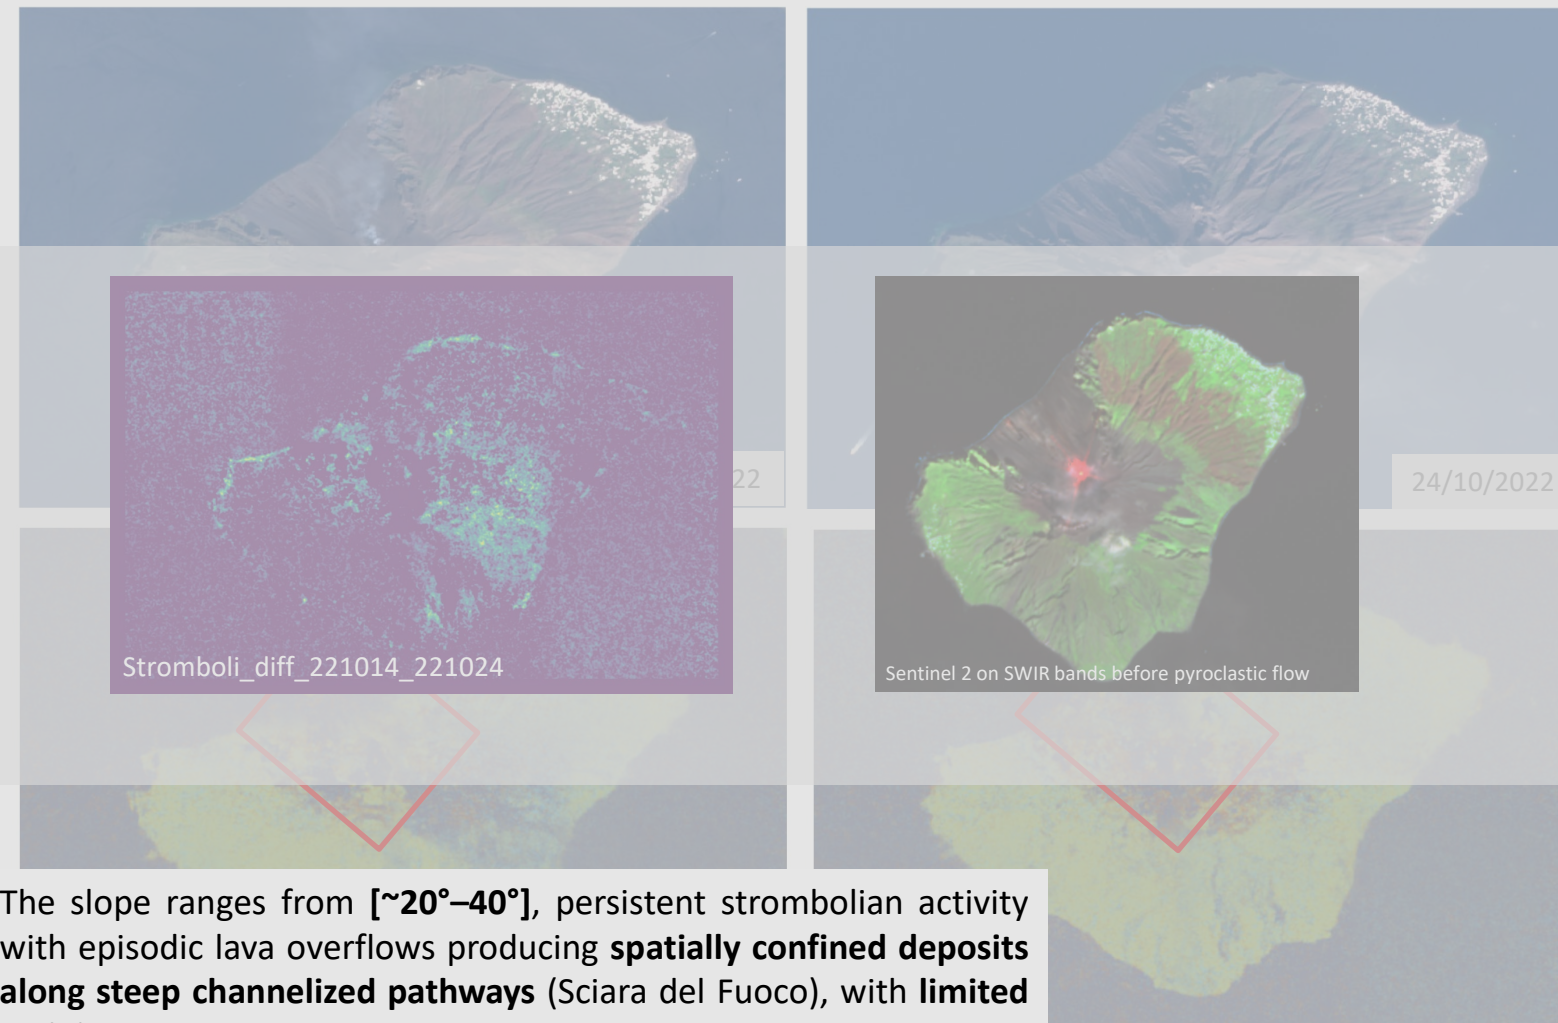 22
24/10/2022
Stromboli_diff_221014_221024
Sentinel 2 on SWIR bands before pyroclastic flow
The slope ranges from [~20°–40°], persistent strombolian activity
with episodic lava overflows producing spatially confined deposits
along steep channelized pathways (Sciara del Fuoco), with limited